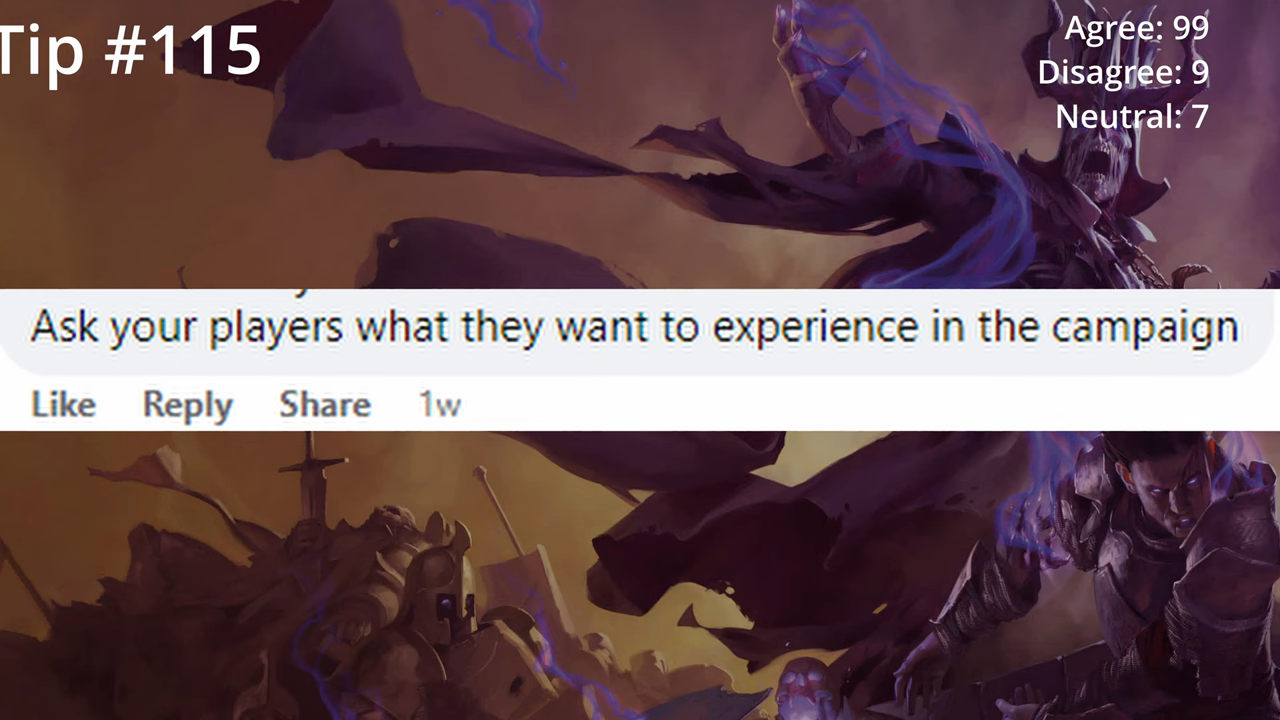 Tip #115
Agree: 99
Disagree: 9
Neutral: 7
Ask your players what they want to experience in the campaign
Like Reply Share 1w